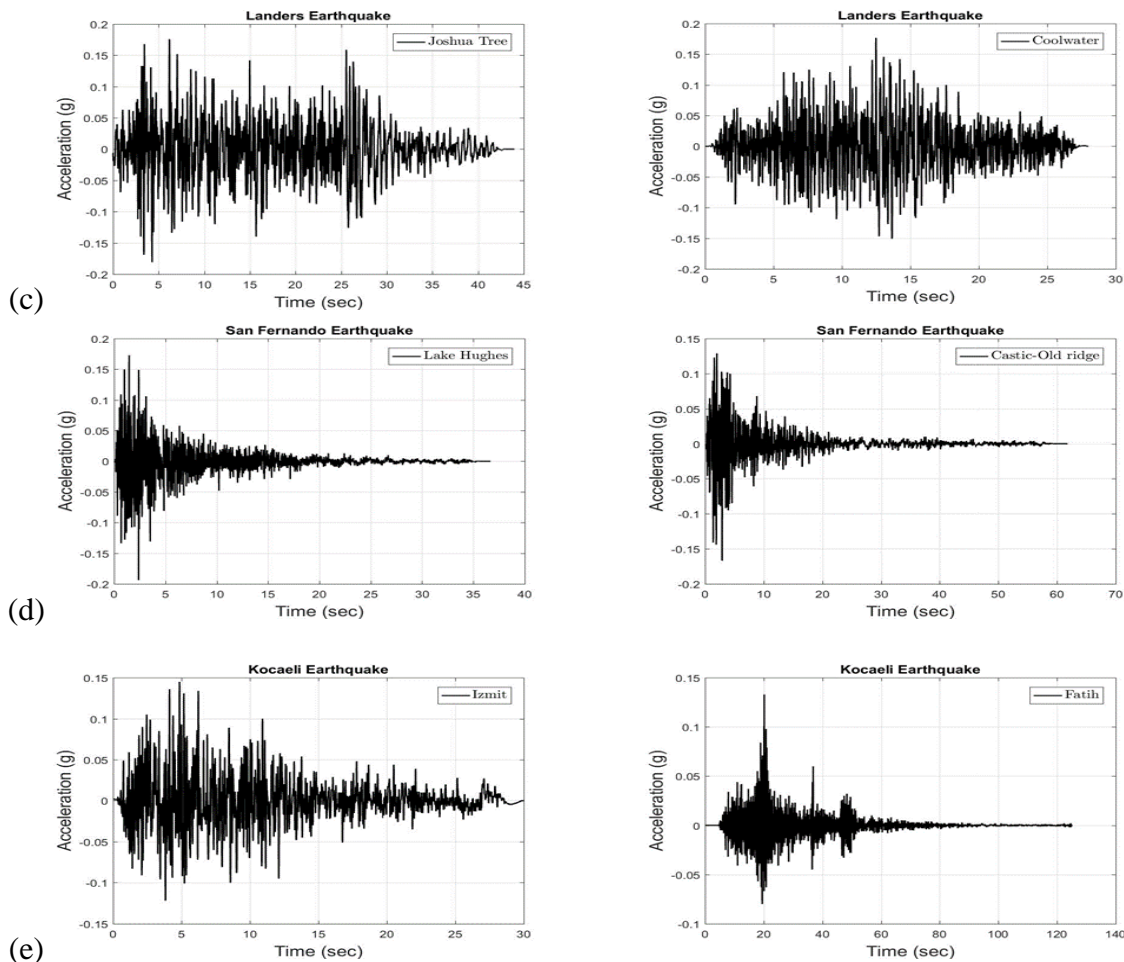 Landers Earthquake
Joshua Tree
0.2
0.15
0.1
0.05
0
-0.05
-0.1
-0.15
-0.2
Acceleration (g)
0 5 10 15 20 25 30 35 40 45
Time (sec)
Landers Earthquake
Coolwater
0.2
0.15
0.1
0.05
0
-0.05
-0.1
-0.15
-0.2
Acceleration (g)
0 5 10 15 20 25 30
Time (sec)
(c)
San Fernando Earthquake
Lake Hughes
0.2
0.15
0.1
0.05
0
-0.05
-0.1
-0.15
-0.2
Acceleration (g)
0 5 10 15 20 25 30 35 40
Time (sec)
San Fernando Earthquake
Castic-Old ridge
0.15
0.1
0.05
0
-0.05
-0.1
-0.15
-0.2
Acceleration (g)
0 10 20 30 40 50 60 70
Time (sec)
(d)
Kocaeli Earthquake
Izmit
0.15
0.1
0.05
0
-0.05
-0.1
-0.15
Acceleration (g)
0 5 10 15 20 25 30
Time (sec)
Kocaeli Earthquake
Fatih
0.15
0.1
0.05
0
-0.05
-0.1
Acceleration (g)
0 20 40 60 80 100 120 140
Time (sec)
(e)